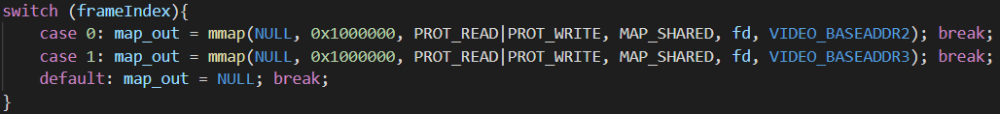 switch (frameIndex){
    case 0: map_out = mmap(NULL, 0x1000000, PROT_READ|PROT_WRITE, MAP_SHARED, fd, VIDEO_BASEADDR2); break;
    case 1: map_out = mmap(NULL, 0x1000000, PROT_READ|PROT_WRITE, MAP_SHARED, fd, VIDEO_BASEADDR3); break;
    default: map_out = NULL; break;
}